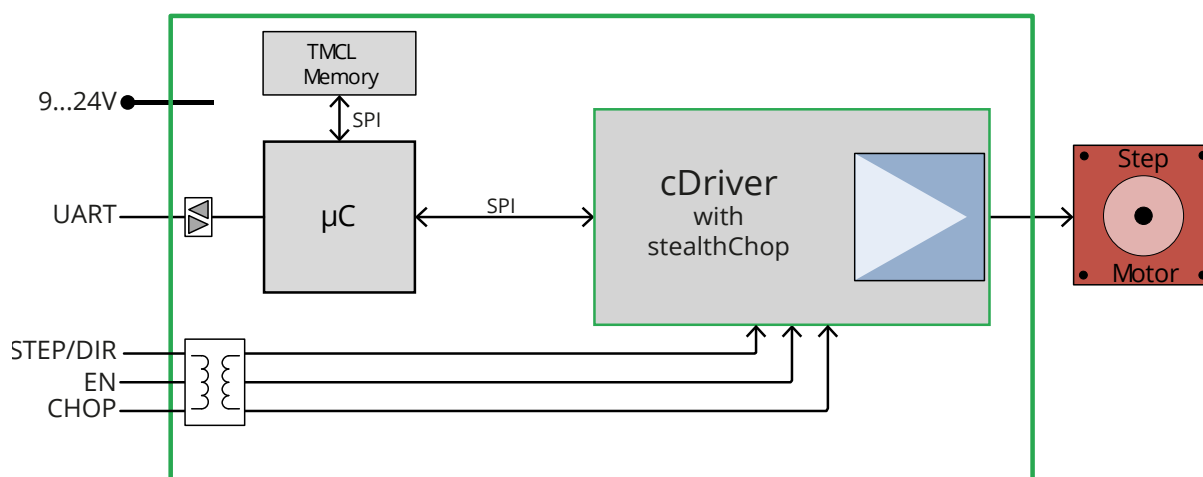 TMCL
Memory
9...24V
SPI
cDriver
with
stealthChop
Step
Motor
UART
µC
SPI
STEP/DIR
EN
CHOP